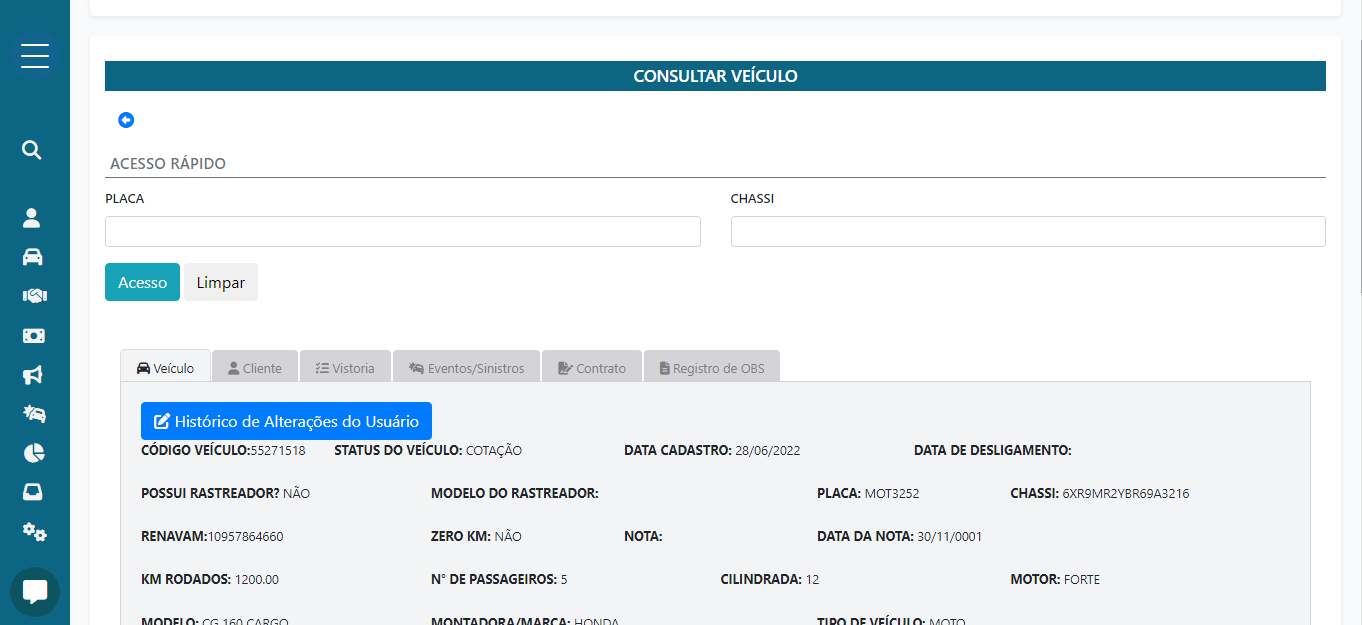 CONSULTAR VEÍCULO
ACESSO RÁPIDO
PLACA CHASSI
Acesso Limpar
Veículo Cliente Vistoria Eventos/Sinistros Contrato Registro de OBS
Histórico de Alterações do Usuário
CÓDIGO VEÍCULO:55271518 STATUS DO VEÍCULO: COTAÇÃO DATA CADASTRO: 28/06/2022 DATA DE DESLIGAMENTO:
POSSUI RASTREADOR? NÃO MODELO DO RASTREADOR: PLACA: MOT3252 CHASSI: 6XR9MR2YBR69A3216
RENAVAM:10957864660 ZERO KM: NÃO NOTA: DATA DA NOTA: 30/11/0001
KM RODADOS: 1200.00 N° DE PASSAGEIROS: 5 CILINDRADA: 12 MOTOR: FORTE
MODELO: CG 160 CARGO MONTADORA/MARCA: HONDA TIPO DE VEÍCULO: MOTO